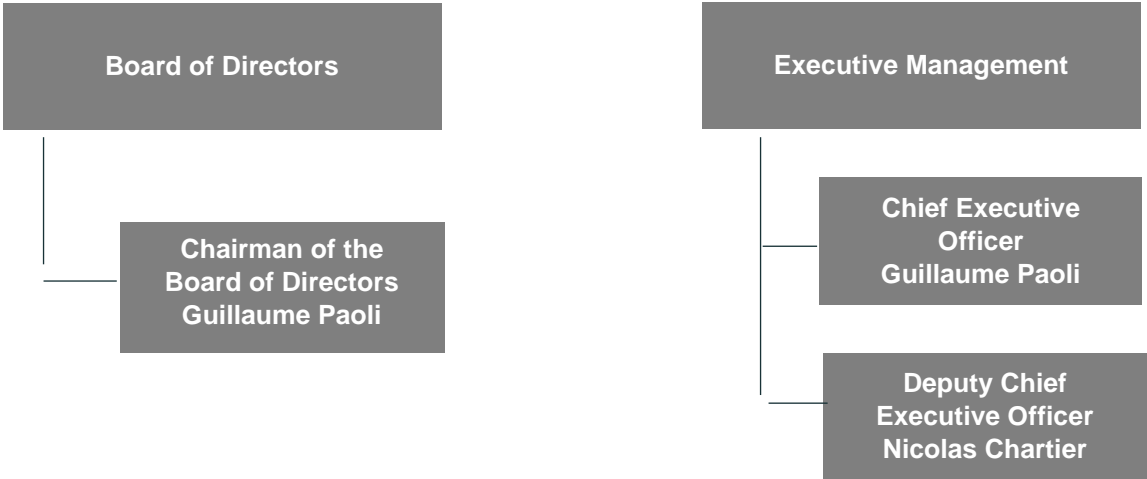 Board of Directors
Executive Management
Chairman of the
Board of Directors
Guillaume Paoli
Chief Executive
Officer
Guillaume Paoli
Deputy Chief
Executive Officer
Nicolas Chartier